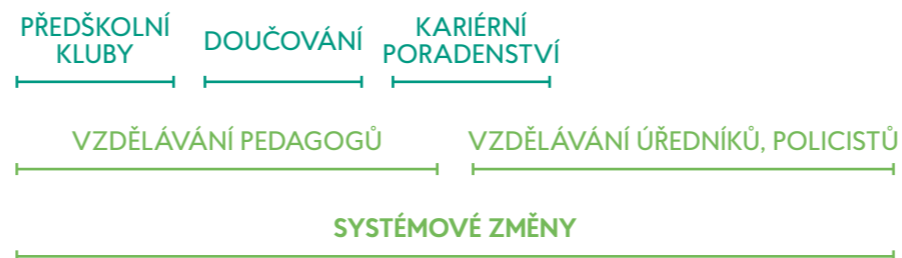 PŘEDŠKOLNÍ
KLUBY
DOUČOVÁNÍ
KARIÉRNÍ
PORADENSTVÍ
VZDĚLÁVÁNÍ PEDAGOGŮ
VZDĚLÁVÁNÍ ÚŘEDNÍKŮ, POLICISTŮ
SYSTÉMOVÉ ZMĚNY